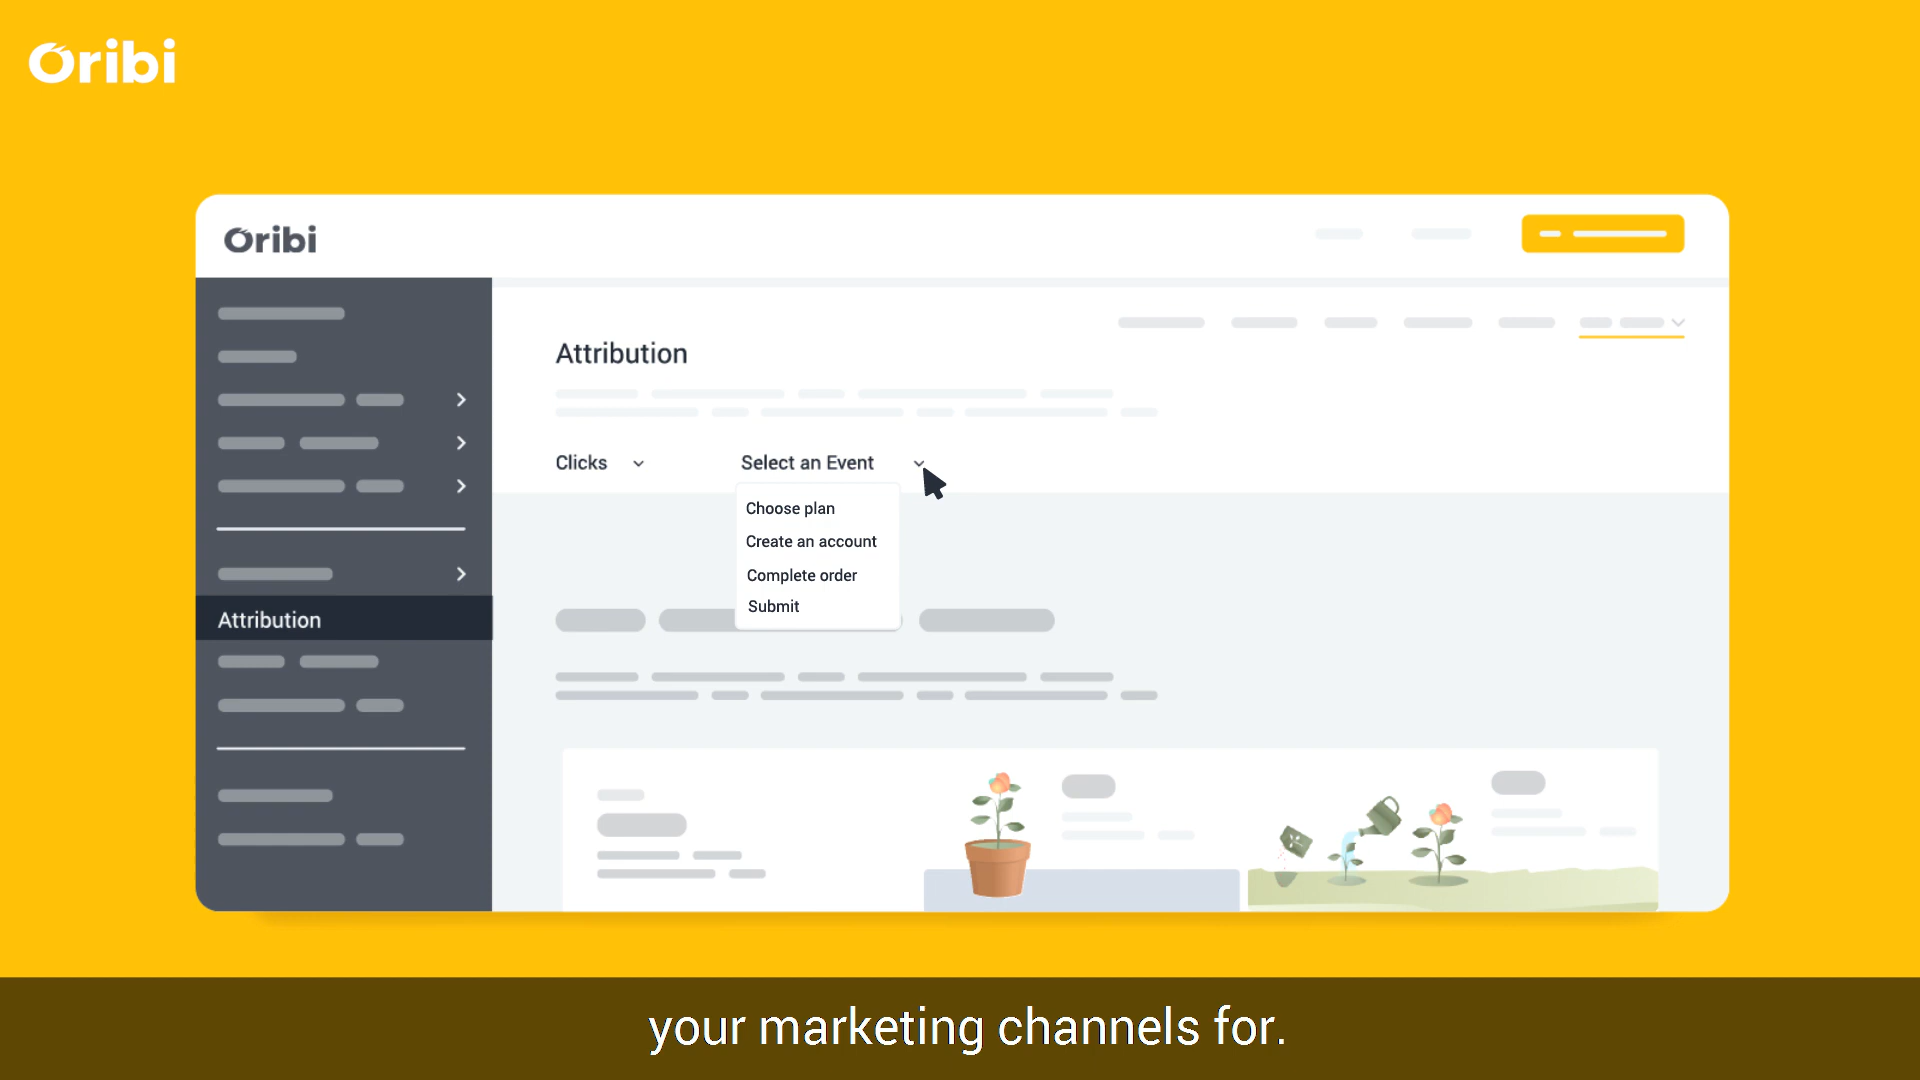 Oribi
Oribi
Attribution
Clicks
Select an Event
Choose plan
Create an account
Complete order
Submit
Attribution
your marketing channels for.